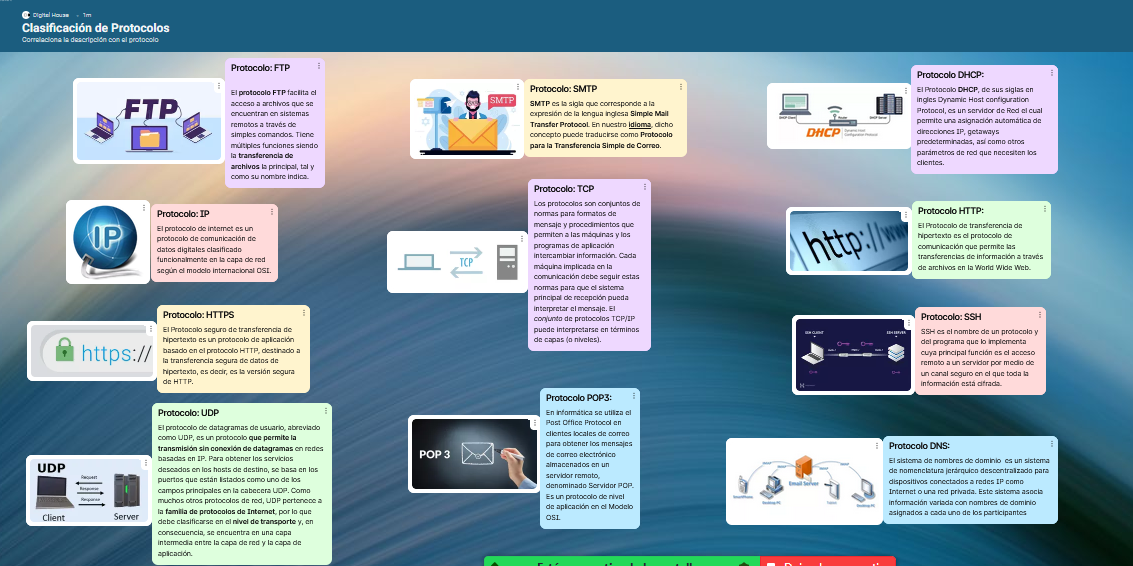 Digital House • 1m
Clasificación de Protocolos
Correlaciona la descripción con el protocolo
FTP
Protocolo: FTP
El protocolo FTP facilita el
acceso a archivos que se
encuentran en sistemas
remotos a través de
simples comandos. Tiene
múltiples funciones siendo
la transferencia de
archivos la principal, tal y
como su nombre indica.
SMTP
Protocolo: SMTP
SMTP es la sigla que corresponde a la
expresión de la lengua inglesa Simple Mail
Transfer Protocol. En nuestro idioma, dicho
concepto puede traducirse como Protocolo
para la Transferencia Simple de Correo.
DHCP Client
DHCP Server
DHCP
Protocolo DHCP:
El Protocolo DHCP, de sus siglas en
ingles Dynamic Host configuration
Protocol, es un servidor de Red el cual
permite una asignación automática de
direcciones IP, getaways
predeterminadas, así como otros
parámetros de red que necesiten los
clientes.
IP
Protocolo: IP
El protocolo de internet es un
protocolo de comunicación de
datos digitales clasificado
funcionalmente en la capa de red
según el modelo internacional OSI.
TCP
Protocolo: TCP
Los protocolos son conjuntos de
normas para formatos de
mensaje y procedimientos que
permiten a las máquinas y los
programas de aplicación
intercambiar información. Cada
máquina implicada en la
comunicación debe seguir estas
normas para que el sistema
principal de recepción pueda
interpretar el mensaje. El
conjunto de protocolos TCP/IP
puede interpretarse en términos
de capas (o niveles).
http://ww
Protocolo HTTP:
El Protocolo de transferencia de
hipertexto es el protocolo de
comunicación que permite las
transferencias de información a través
de archivos en la World Wide Web.
https://
Protocolo: HTTPS
El Protocolo seguro de transferencia de
hipertexto es un protocolo de aplicación
basado en el protocolo HTTP, destinado a
la transferencia segura de datos de
hipertexto, es decir, es la versión segura
de HTTP.
SSH CLIENT
SSH SERVER
Protocolo: SSH
SSH es el nombre de un protocolo y
del programa que lo implementa
cuya principal función es el acceso
remoto a un servidor por medio de
un canal seguro en el que toda la
información está cifrada.
UDP
Request
Response
Response
Client
Server
Protocolo: UDP
El protocolo de datagramas de usuario, abreviado
como UDP, es un protocolo que permite la
transmisión sin conexión de datagramas en redes
basadas en IP. Para obtener los servicios
deseados en los hosts de destino, se basa en los
puertos que están listados como uno de los
campos principales en la cabecera UDP. Como
muchos otros protocolos de red, UDP pertenece a
la familia de protocolos de Internet, por lo que
debe clasificarse en el nivel de transporte y, en
consecuencia, se encuentra en una capa
intermedia entre la capa de red y la capa de
aplicación.
POP 3
Protocolo POP3:
En informática se utiliza el
Post Office Protocol en
clientes locales de correo
para obtener los mensajes
de correo electrónico
almacenados en un
servidor remoto,
denominado Servidor POP.
Es un protocolo de nivel
de aplicación en el Modelo
OSI.
Email Server
Desktop PC
Tablet
Desktop PC
Protocolo DNS:
El sistema de nombres de dominio es un sistema
de nomenclatura jerárquico descentralizado para
dispositivos conectados a redes IP como
Internet o una red privada. Este sistema asocia
información variada con nombres de dominio
asignados a cada uno de los participantes